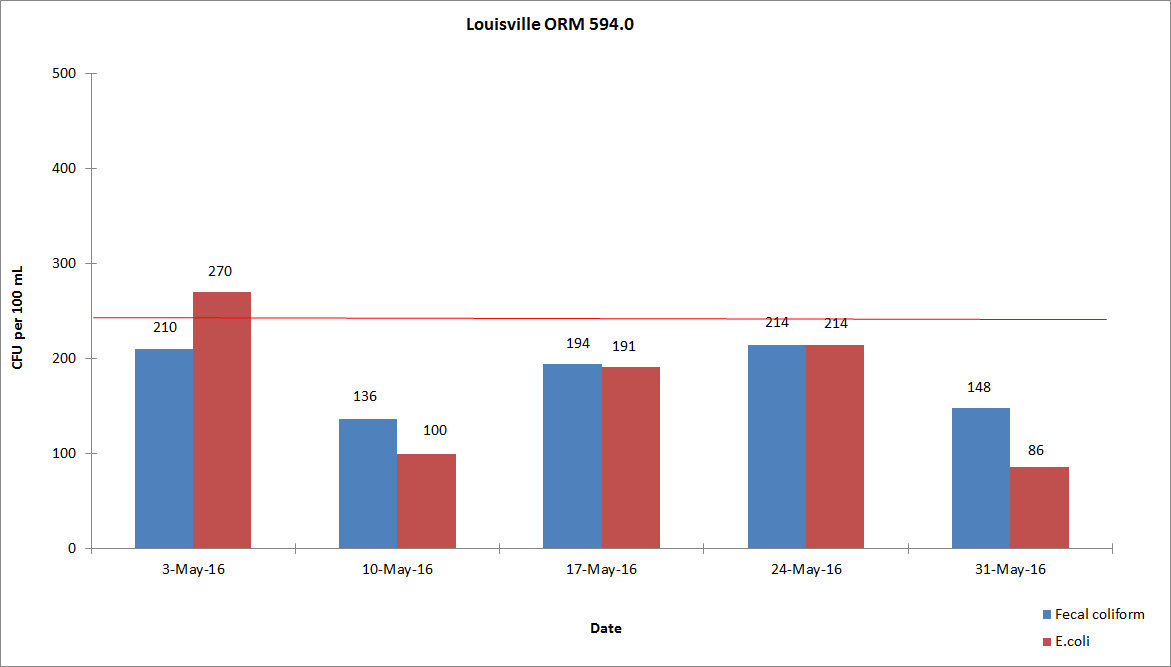 Louisville ORM 594.0
500
400
300
200
100
0
CFU per 100 mL
210
270
136
100
194
191
214
214
148
86
3-May-16
10-May-16
17-May-16
24-May-16
31-May-16
Date
Fecal coliform
E.coli